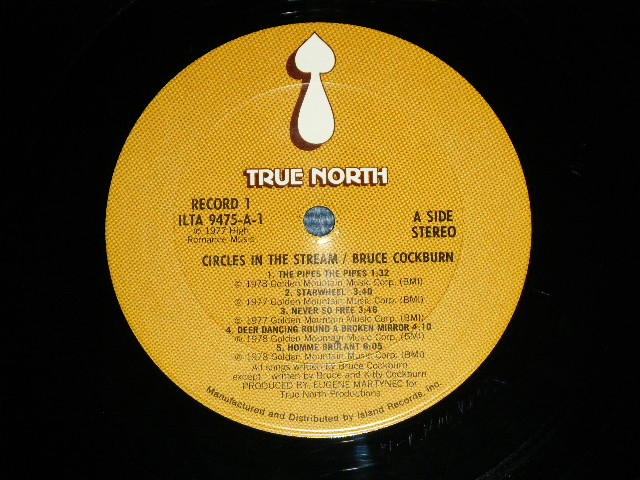 TRUE NORTH
RECORD 1
ILTA 9475-A-1
℗ 1977 High
Romance Music
A SIDE
STEREO
CIRCLES IN THE STREAM / BRUCE COCKBURN
1. THE PIPES THE PIPES 1:32
© 1978 Golden Mountain Music Corp. (BMI)
2. STARWHEEL 3:40
© 1977 Golden Mountain Music Corp. (BMI)
3. NEVER SO FREE 3:46
© 1977 Golden Mountain Music Corp. (BMI)
4. DEER DANCING ROUND A BROKEN MIRROR 4:10
© 1978 Golden Mountain Music Corp. (BMI)
5. HOMME BRÛLANT 6:05
© 1978 Golden Mountain Music Corp. (BMI)
All songs written by Bruce Cockburn
except · written by Bruce and Kitty Cockburn
PRODUCED BY: EUGENE MARTYNEC for
True North Productions
Manufactured and Distributed by Island Records, Inc.